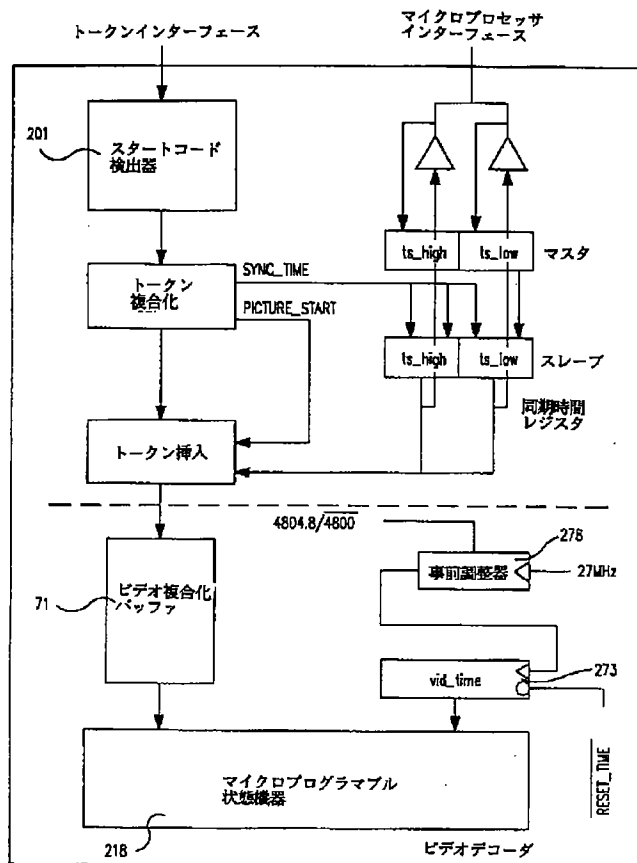 トークンインターフェース
マイクロプロセッサ
インターフェース
201
スタートコード
検出器
ts_high
ts_low
マスタ
SYNC_TIME
トークン
複合化
PICTURE_START
ts_high
ts_low
スレーブ
同期時間
レジスタ
トークン挿入
4804.8/4800
278
事前調整器
27MHz
71
ビデオ複合化
バッファ
273
vid_time
RESET_TIME
マイクロプログラマブル
状態機器
218
ビデオデコーダ